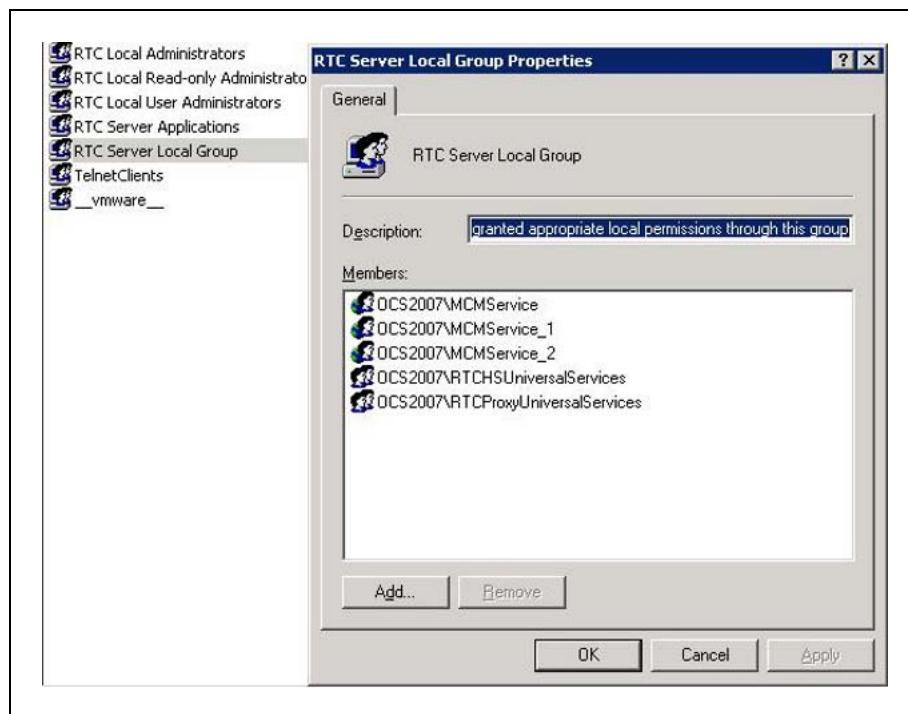 RTC Local Administrators
RTC Local Read-only Administrato
RTC Local User Administrators
RTC Server Applications
RTC Server Local Group
TelnetClients
__vmware__
RTC Server Local Group Properties
General
RTC Server Local Group
Description: granted appropriate local permissions through this group
Members:
OCS2007\MCMService
OCS2007\MCMService_1
OCS2007\MCMService_2
OCS2007\RTCHSUniversalServices
OCS2007\RTCProxyUniversalServices
Add... Remove
OK Cancel Apply